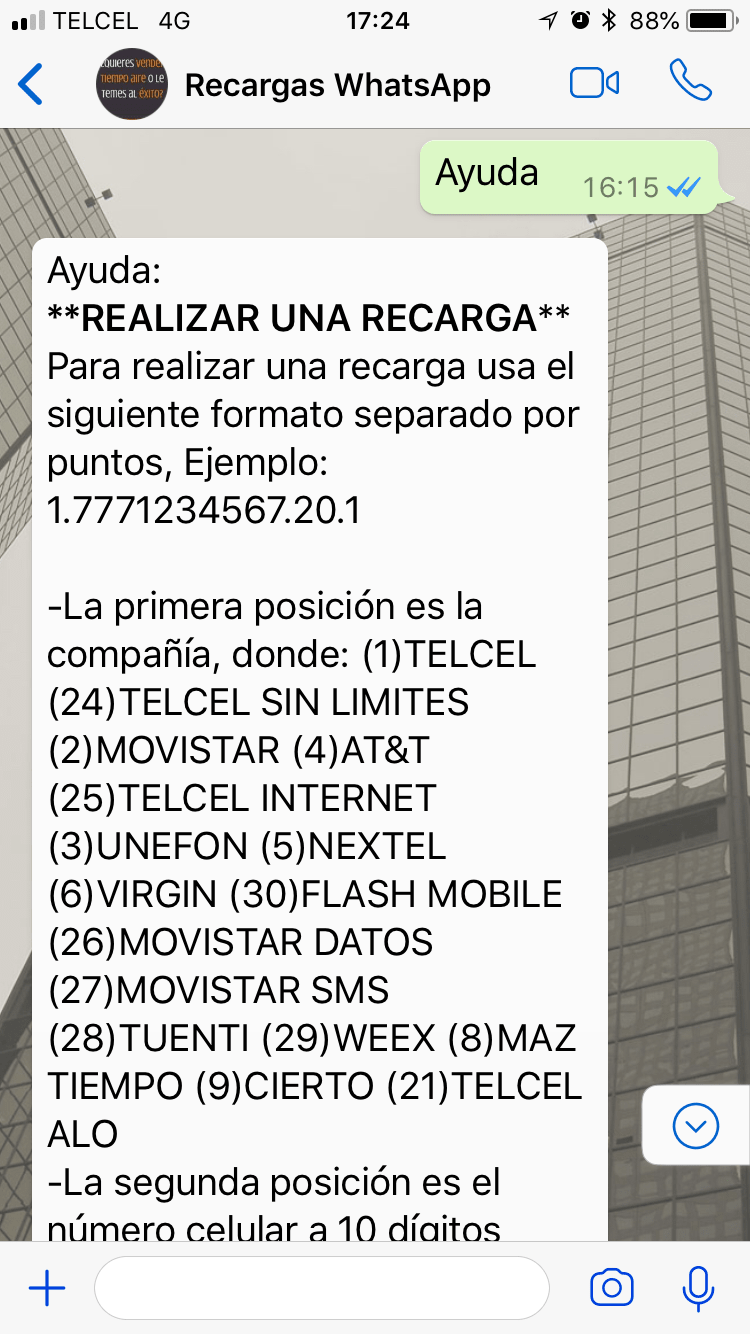 TELCEL 4G 17:24 88%
¿QUIERES VENDER
TIEMPO AIRE O LE
TEMES AL ÉXITO?
Recargas WhatsApp
Ayuda 16:15
Ayuda:
**REALIZAR UNA RECARGA**
Para realizar una recarga usa el
siguiente formato separado por
puntos, Ejemplo:
1.7771234567.20.1
-La primera posición es la
compañía, donde: (1)TELCEL
(24)TELCEL SIN LIMITES
(2)MOVISTAR (4)AT&T
(25)TELCEL INTERNET
(3)UNEFON (5)NEXTEL
(6)VIRGIN (30)FLASH MOBILE
(26)MOVISTAR DATOS
(27)MOVISTAR SMS
(28)TUENTI (29)WEEX (8)MAZ
TIEMPO (9)CIERTO (21)TELCEL
ALO
-La segunda posición es el
número celular a 10 dígitos